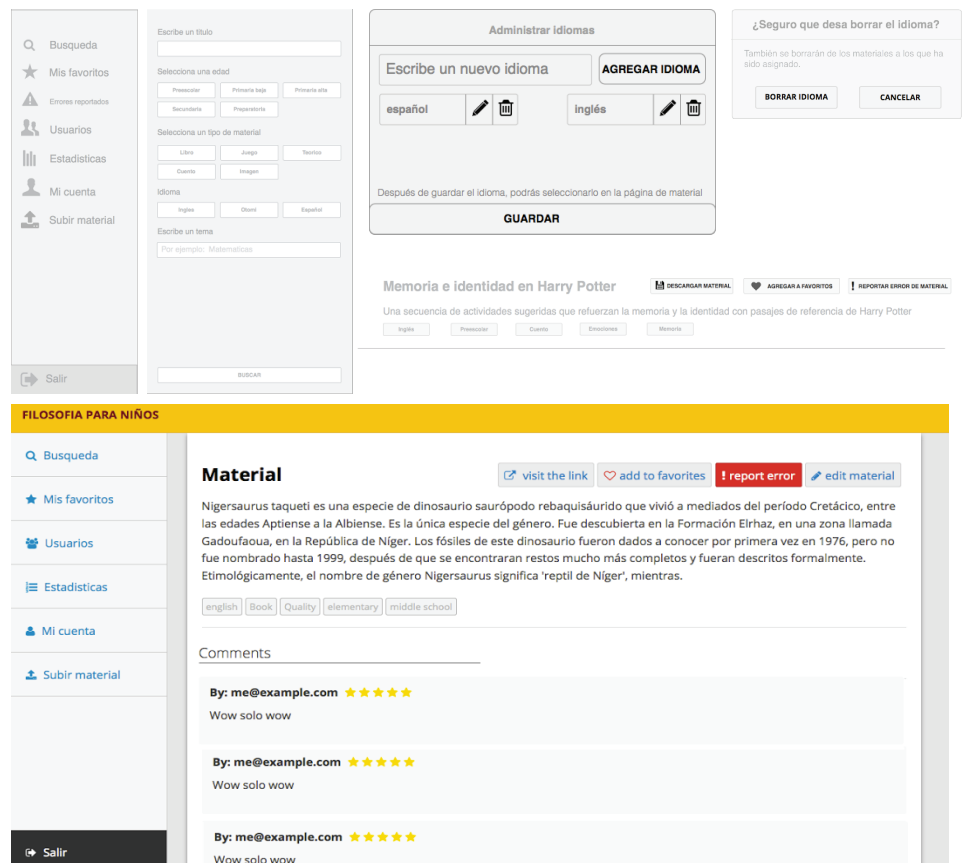 Busqueda
Mis favoritos
Errores reportados
Usuarios
Estadisticas
Mi cuenta
Subir material
Salir
Escribe un titulo
Selecciona una edad
Preescolar
Primaria baja
Primaria alta
Secundaria
Preparatoria
Selecciona un tipo de material
Libro
Juego
Teorico
Cuento
Imagen
Idioma
Ingles
Otomi
Español
Escribe un tema
Por ejemplo: Matematicas
BUSCAR
Administrar idiomas
Escribe un nuevo idioma
AGREGAR IDIOMA
español
inglés
Después de guardar el idioma, podrás seleccionarlo en la página de material
GUARDAR
¿Seguro que desa borrar el idioma?
También se borrarán de los materiales a los que ha
sido asignado.
BORRAR IDIOMA
CANCELAR
Memoria e identidad en Harry Potter
DESCARGAR MATERIAL
AGREGAR A FAVORITOS
! REPORTAR ERROR DE MATERIAL
Una secuencia de actividades sugeridas que refuerzan la memoria y la identidad con pasajes de referencia de Harry Potter
Inglés
Preescolar
Cuento
Emociones
Memoria
FILOSOFIA PARA NIÑOS
Busqueda
Mis favoritos
Usuarios
Estadisticas
Mi cuenta
Subir material
Salir
Material
visit the link
add to favorites
! report error
edit material
Nigersaurus taqueti es una especie de dinosaurio saurópodo rebaquisáurido que vivió a mediados del período Cretácico, entre
las edades Aptiense a la Albiense. Es la única especie del género. Fue descubierta en la Formación Elrhaz, en una zona llamada
Gadoufaoua, en la República de Níger. Los fósiles de este dinosaurio fueron dados a conocer por primera vez en 1976, pero no
fue nombrado hasta 1999, después de que se encontraran restos mucho más completos y fueran descritos formalmente.
Etimológicamente, el nombre de género Nigersaurus significa 'reptil de Níger', mientras.
english
Book
Quality
elementary
middle school
Comments
By: me@example.com
Wow solo wow
By: me@example.com
Wow solo wow
By: me@example.com
Wow solo wow